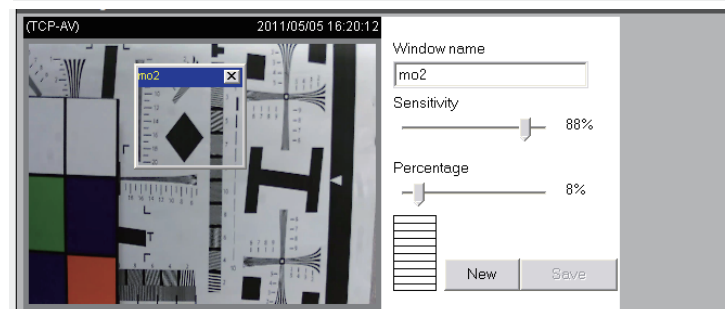 (TCP-AV) 2011/05/05 16:20:12
mo2
Window name
mo2
Sensitivity
88%
Percentage
8%
New Save